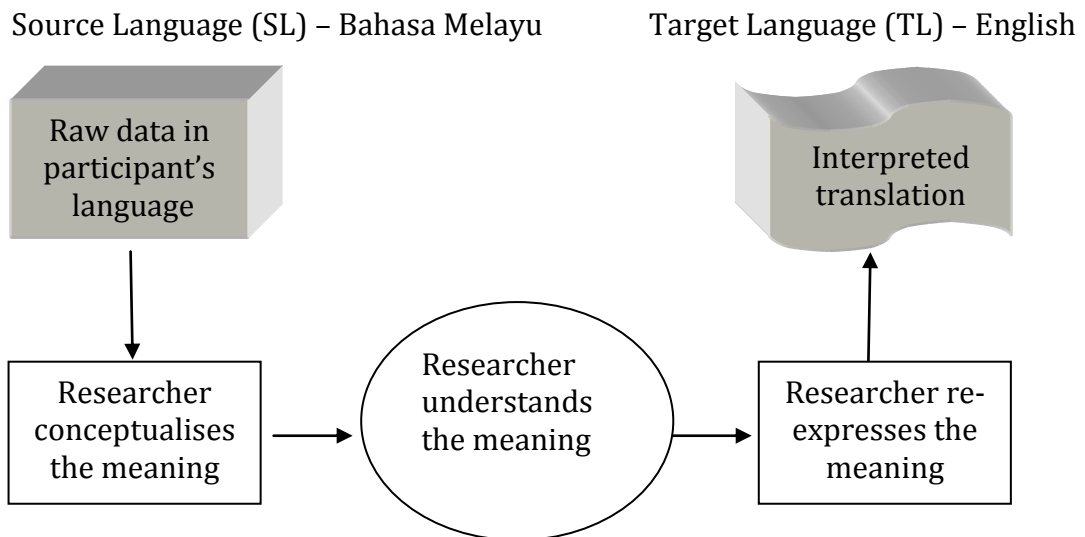 Source Language (SL) – Bahasa Melayu
Target Language (TL) – English
Raw data in
participant’s
language
Researcher
conceptualises
the meaning
Researcher
understands
the meaning
Researcher re-
expresses the
meaning
Interpreted
translation